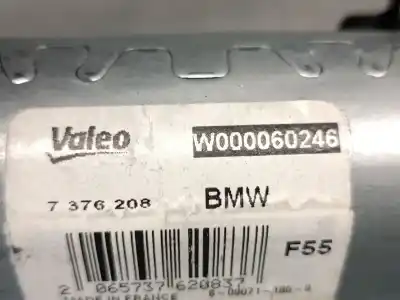 Valeo W000060246
7 376 208 BMW
F55
2 065737 620837
MADE IN FRANCE